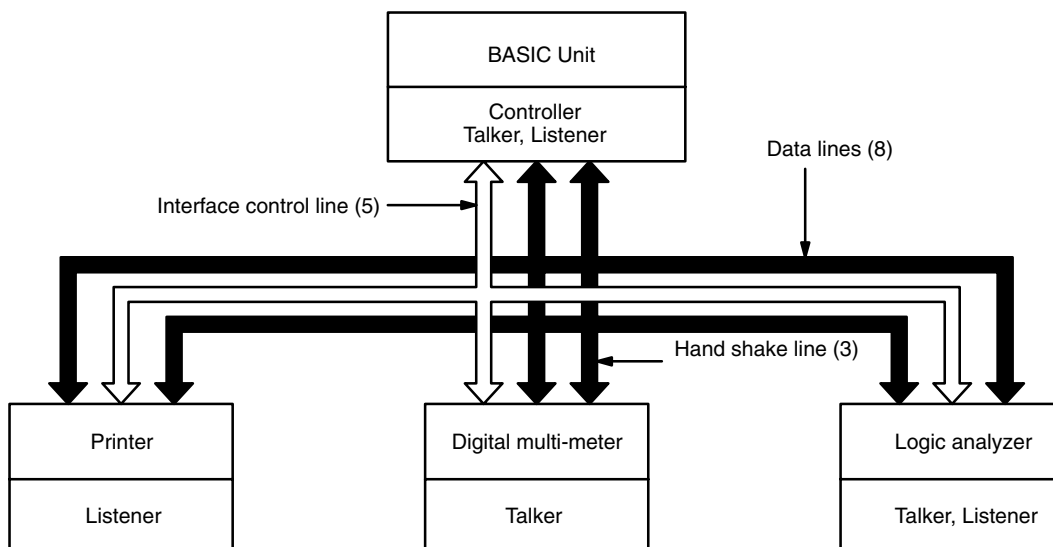 BASIC Unit
Controller
Talker, Listener
Data lines (8)
Interface control line (5)
Hand shake line (3)
Printer
Digital multi-meter
Logic analyzer
Listener
Talker
Talker, Listener